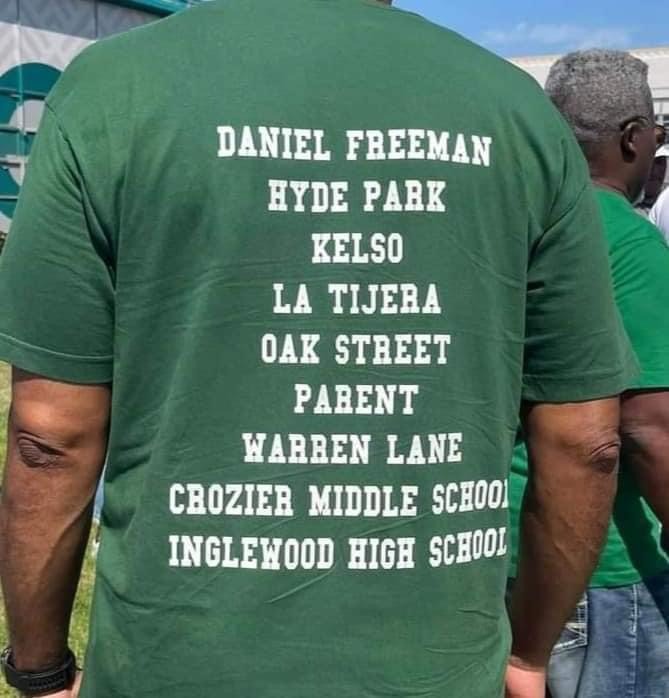 DANIEL FREEMAN
HYDE PARK
KELSO
LA TIJERA
OAK STREET
PARENT
WARREN LANE
CROZIER MIDDLE SCHOOL
INGLEWOOD HIGH SCHOOL